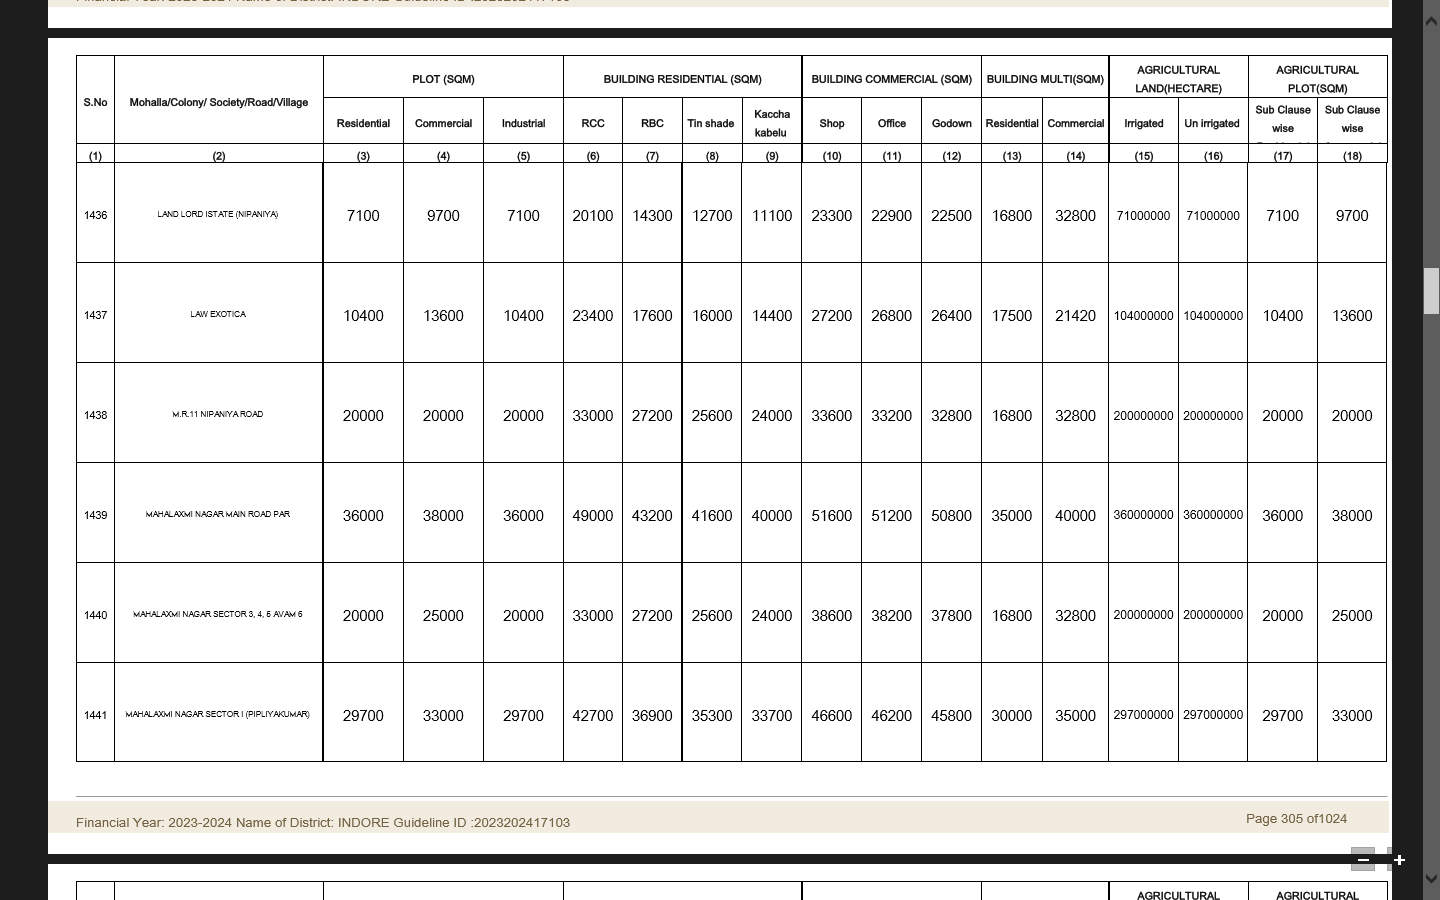 S.No Mohalla/Colony/ Society/Road/Village PLOT (SQM) BUILDING RESIDENTIAL (SQM) BUILDING COMMERCIAL (SQM) BUILDING MULTI(SQM) AGRICULTURAL LAND(HECTARE) AGRICULTURAL PLOT(SQM)
Residential Commercial Industrial RCC RBC Tin shade Kaccha kabelu Shop Office Godown Residential Commercial Irrigated Un irrigated Sub Clause wise Sub Clause wise
(1) (2) (3) (4) (5) (6) (7) (8) (9) (10) (11) (12) (13) (14) (15) (16) (17) (18)
1436 LAND LORD ISTATE (NIPANIYA) 7100 9700 7100 20100 14300 12700 11100 23300 22900 22500 16800 32800 71000000 71000000 7100 9700
1437 LAW EXOTICA 10400 13600 10400 23400 17600 16000 14400 27200 26800 26400 17500 21420 104000000 104000000 10400 13600
1438 M.R.11 NIPANIYA ROAD 20000 20000 20000 33000 27200 25600 24000 33600 33200 32800 16800 32800 200000000 200000000 20000 20000
1439 MAHALAXMI NAGAR MAIN ROAD PAR 36000 38000 36000 49000 43200 41600 40000 51600 51200 50800 35000 40000 360000000 360000000 36000 38000
1440 MAHALAXMI NAGAR SECTOR 3, 4, 5 AVAM 6 20000 25000 20000 33000 27200 25600 24000 38600 38200 37800 16800 32800 200000000 200000000 20000 25000
1441 MAHALAXMI NAGAR SECTOR I (PIPLIYAKUMAR) 29700 33000 29700 42700 36900 35300 33700 46600 46200 45800 30000 35000 297000000 297000000 29700 33000
Financial Year: 2023-2024 Name of District: INDORE Guideline ID :2023202417103 Page 305 of1024
AGRICULTURAL AGRICULTURAL